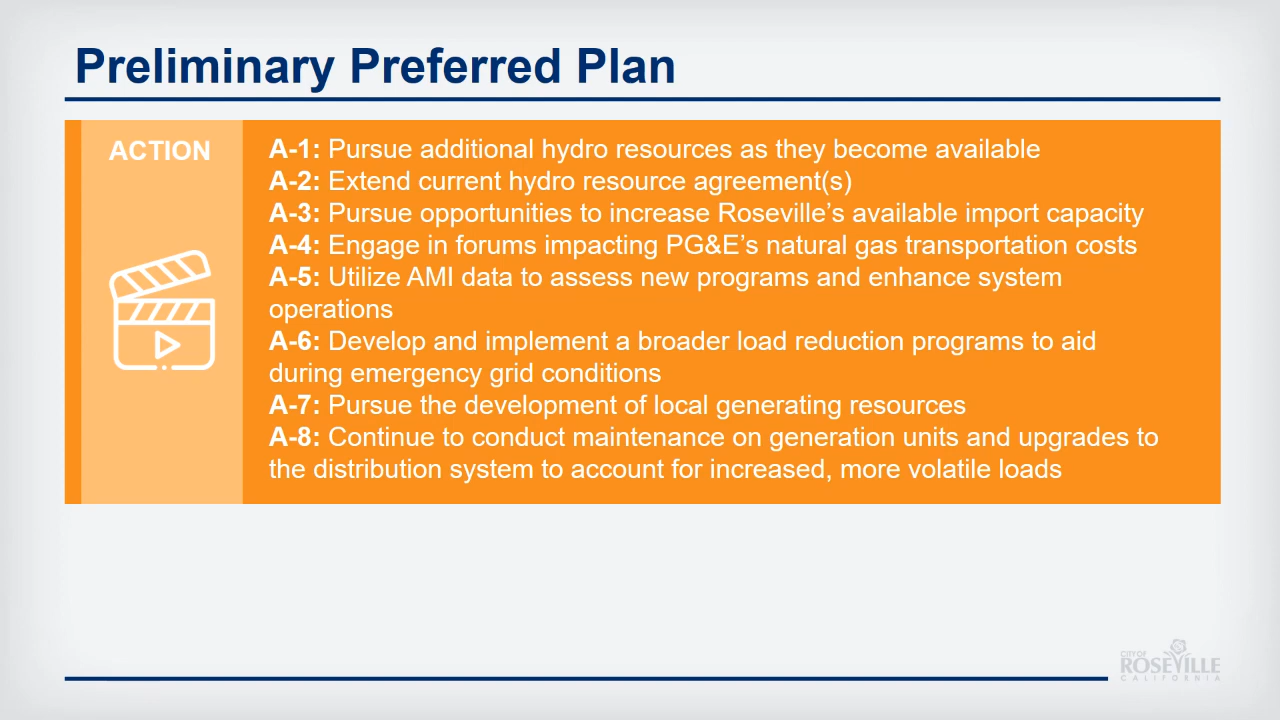 Preliminary Preferred Plan
ACTION
A-1: Pursue additional hydro resources as they become available
A-2: Extend current hydro resource agreement(s)
A-3: Pursue opportunities to increase Roseville’s available import capacity
A-4: Engage in forums impacting PG&E’s natural gas transportation costs
A-5: Utilize AMI data to assess new programs and enhance system
operations
A-6: Develop and implement a broader load reduction programs to aid
during emergency grid conditions
A-7: Pursue the development of local generating resources
A-8: Continue to conduct maintenance on generation units and upgrades to
the distribution system to account for increased, more volatile loads
CITY OF
ROSEVILLE
CALIFORNIA